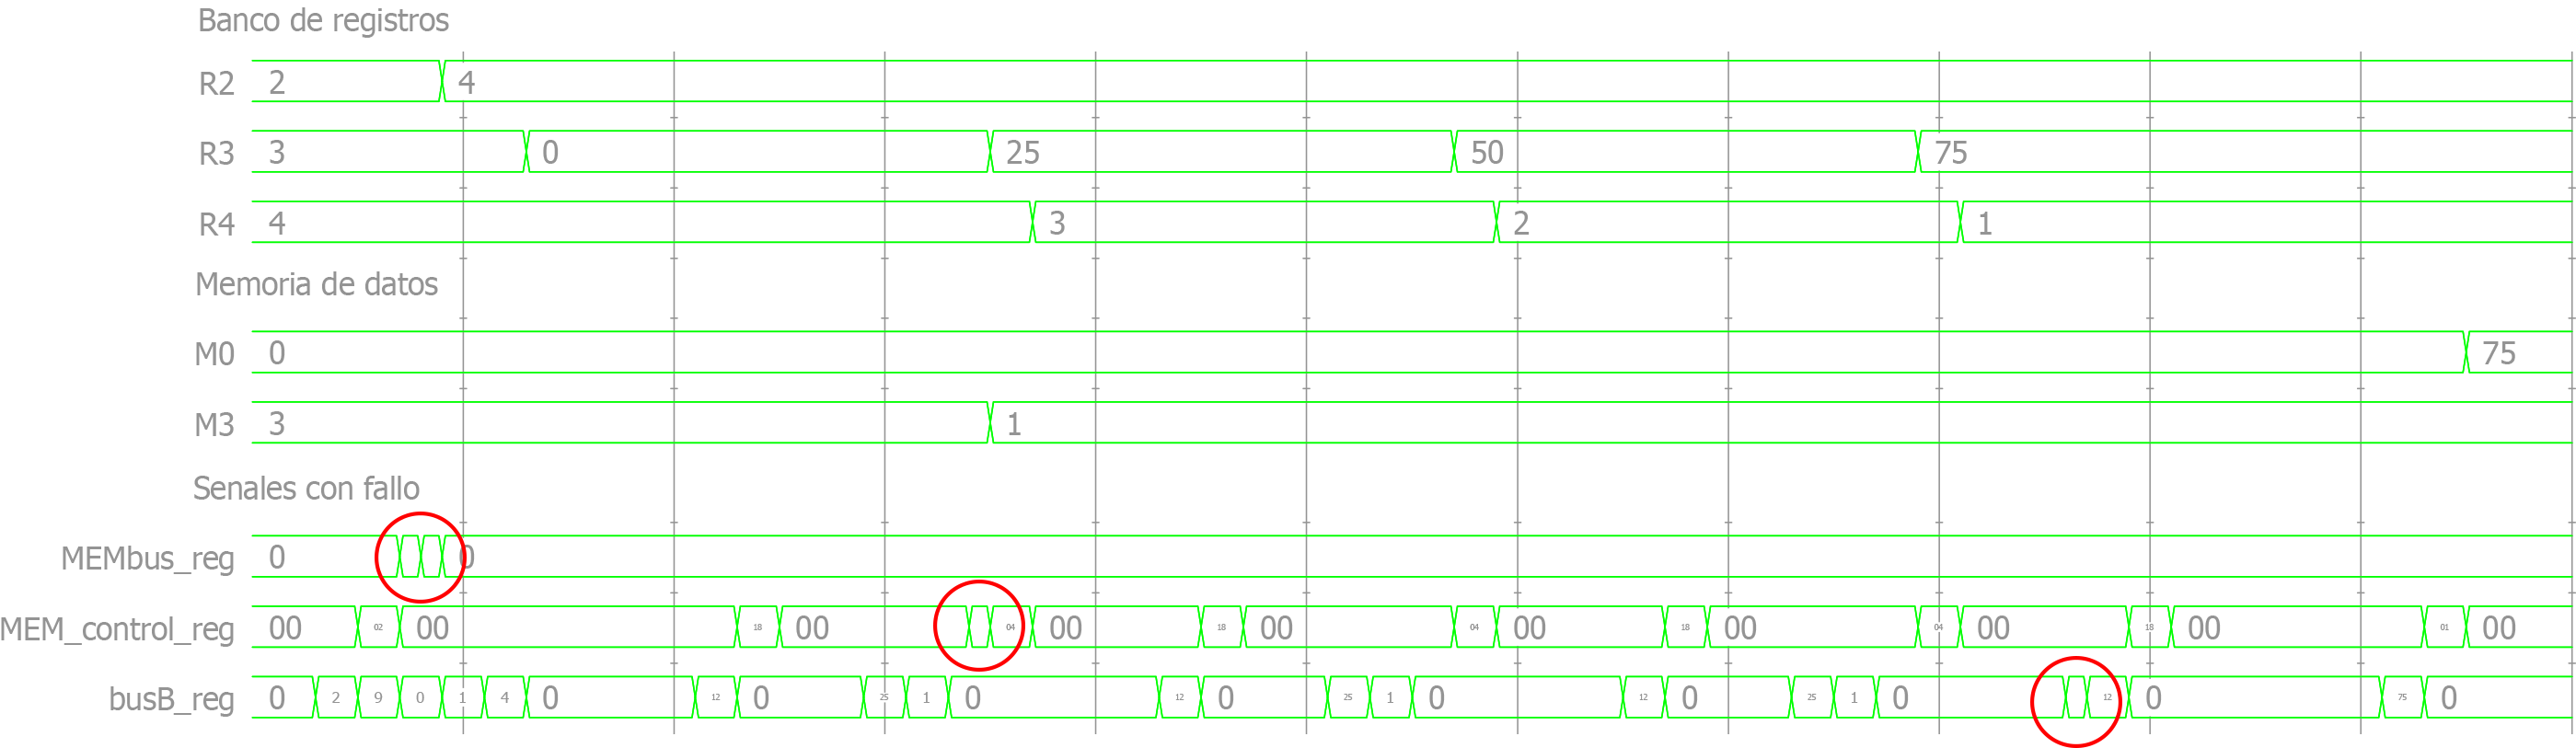 Banco de registros
R2 2 4
R3 3 0 25 50 75
R4 4 3 2 1
Memoria de datos
M0 0 75
M3 3 1
Senales con fallo
MEMbus_reg 0 0
MEM_control_reg 00 02 00 18 00 04 00 18 00 04 00 18 00 04 00 18 00 01 00
busB_reg 0 2 9 0 1 4 0 12 0 25 1 0 12 0 25 1 0 12 0 25 1 0 12 0 75 0